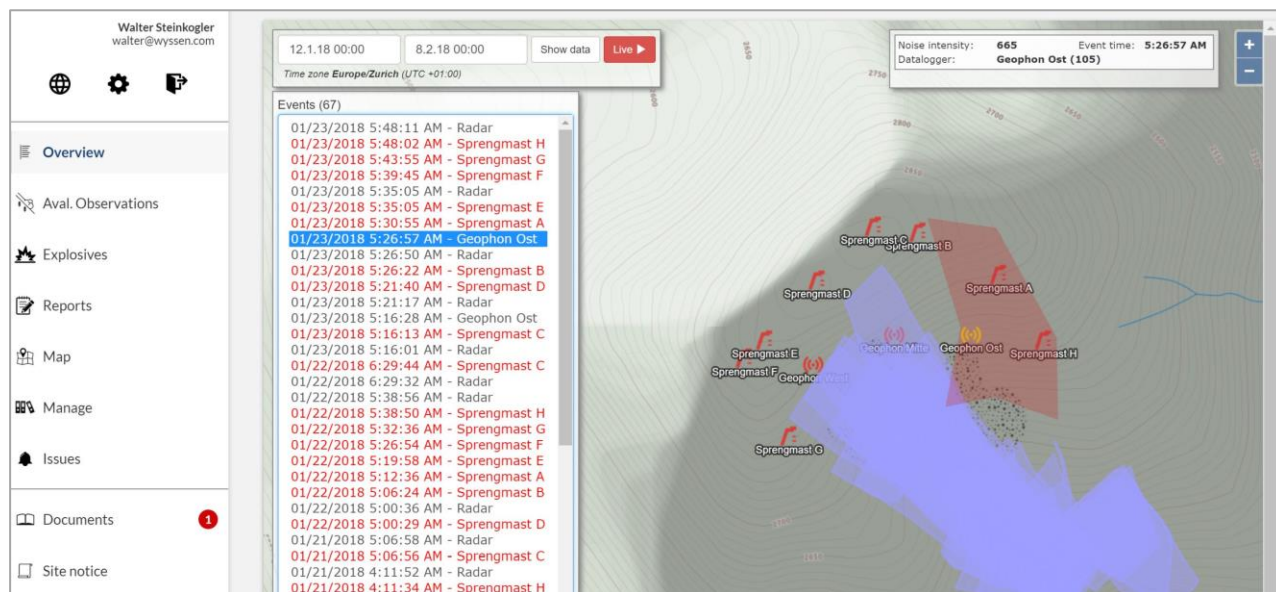 Walter Steinkogler
walter@wyssen.com
Overview
Aval. Observations
Explosives
Reports
Map
Manage
Issues
Documents
1
Site notice
12.1.18 00:00
8.2.18 00:00
Show data
Live
Time zone Europe/Zurich (UTC +01:00)
Events (67)
01/23/2018 5:48:11 AM - Radar
01/23/2018 5:48:02 AM - Sprengmast H
01/23/2018 5:43:55 AM - Sprengmast G
01/23/2018 5:39:45 AM - Sprengmast F
01/23/2018 5:35:05 AM - Radar
01/23/2018 5:35:05 AM - Sprengmast E
01/23/2018 5:30:55 AM - Sprengmast A
01/23/2018 5:26:57 AM - Geophon Ost
01/23/2018 5:26:50 AM - Radar
01/23/2018 5:26:22 AM - Sprengmast B
01/23/2018 5:21:40 AM - Sprengmast D
01/23/2018 5:21:17 AM - Radar
01/23/2018 5:16:28 AM - Geophon Ost
01/23/2018 5:16:13 AM - Sprengmast C
01/23/2018 5:16:01 AM - Radar
01/22/2018 6:29:44 AM - Sprengmast C
01/22/2018 6:29:32 AM - Radar
01/22/2018 5:38:56 AM - Radar
01/22/2018 5:38:50 AM - Sprengmast H
01/22/2018 5:32:36 AM - Sprengmast G
01/22/2018 5:26:54 AM - Sprengmast F
01/22/2018 5:19:58 AM - Sprengmast E
01/22/2018 5:12:36 AM - Sprengmast A
01/22/2018 5:06:24 AM - Sprengmast B
01/22/2018 5:00:36 AM - Radar
01/22/2018 5:00:29 AM - Sprengmast D
01/21/2018 5:06:58 AM - Radar
01/21/2018 5:06:56 AM - Sprengmast C
01/21/2018 4:11:52 AM - Radar
01/21/2018 4:11:34 AM - Sprengmast H
Noise intensity: 665 Event time: 5:26:57 AM
Datalogger: Geophon Ost (105)
+
−
2650
2600
2750
2800
2700
2650
Sprengmast C
Sprengmast B
Sprengmast D
Sprengmast A
Geophon Mitte
Geophon Ost
Sprengmast H
Sprengmast E
Sprengmast F
Geophon West
Sprengmast G
2700